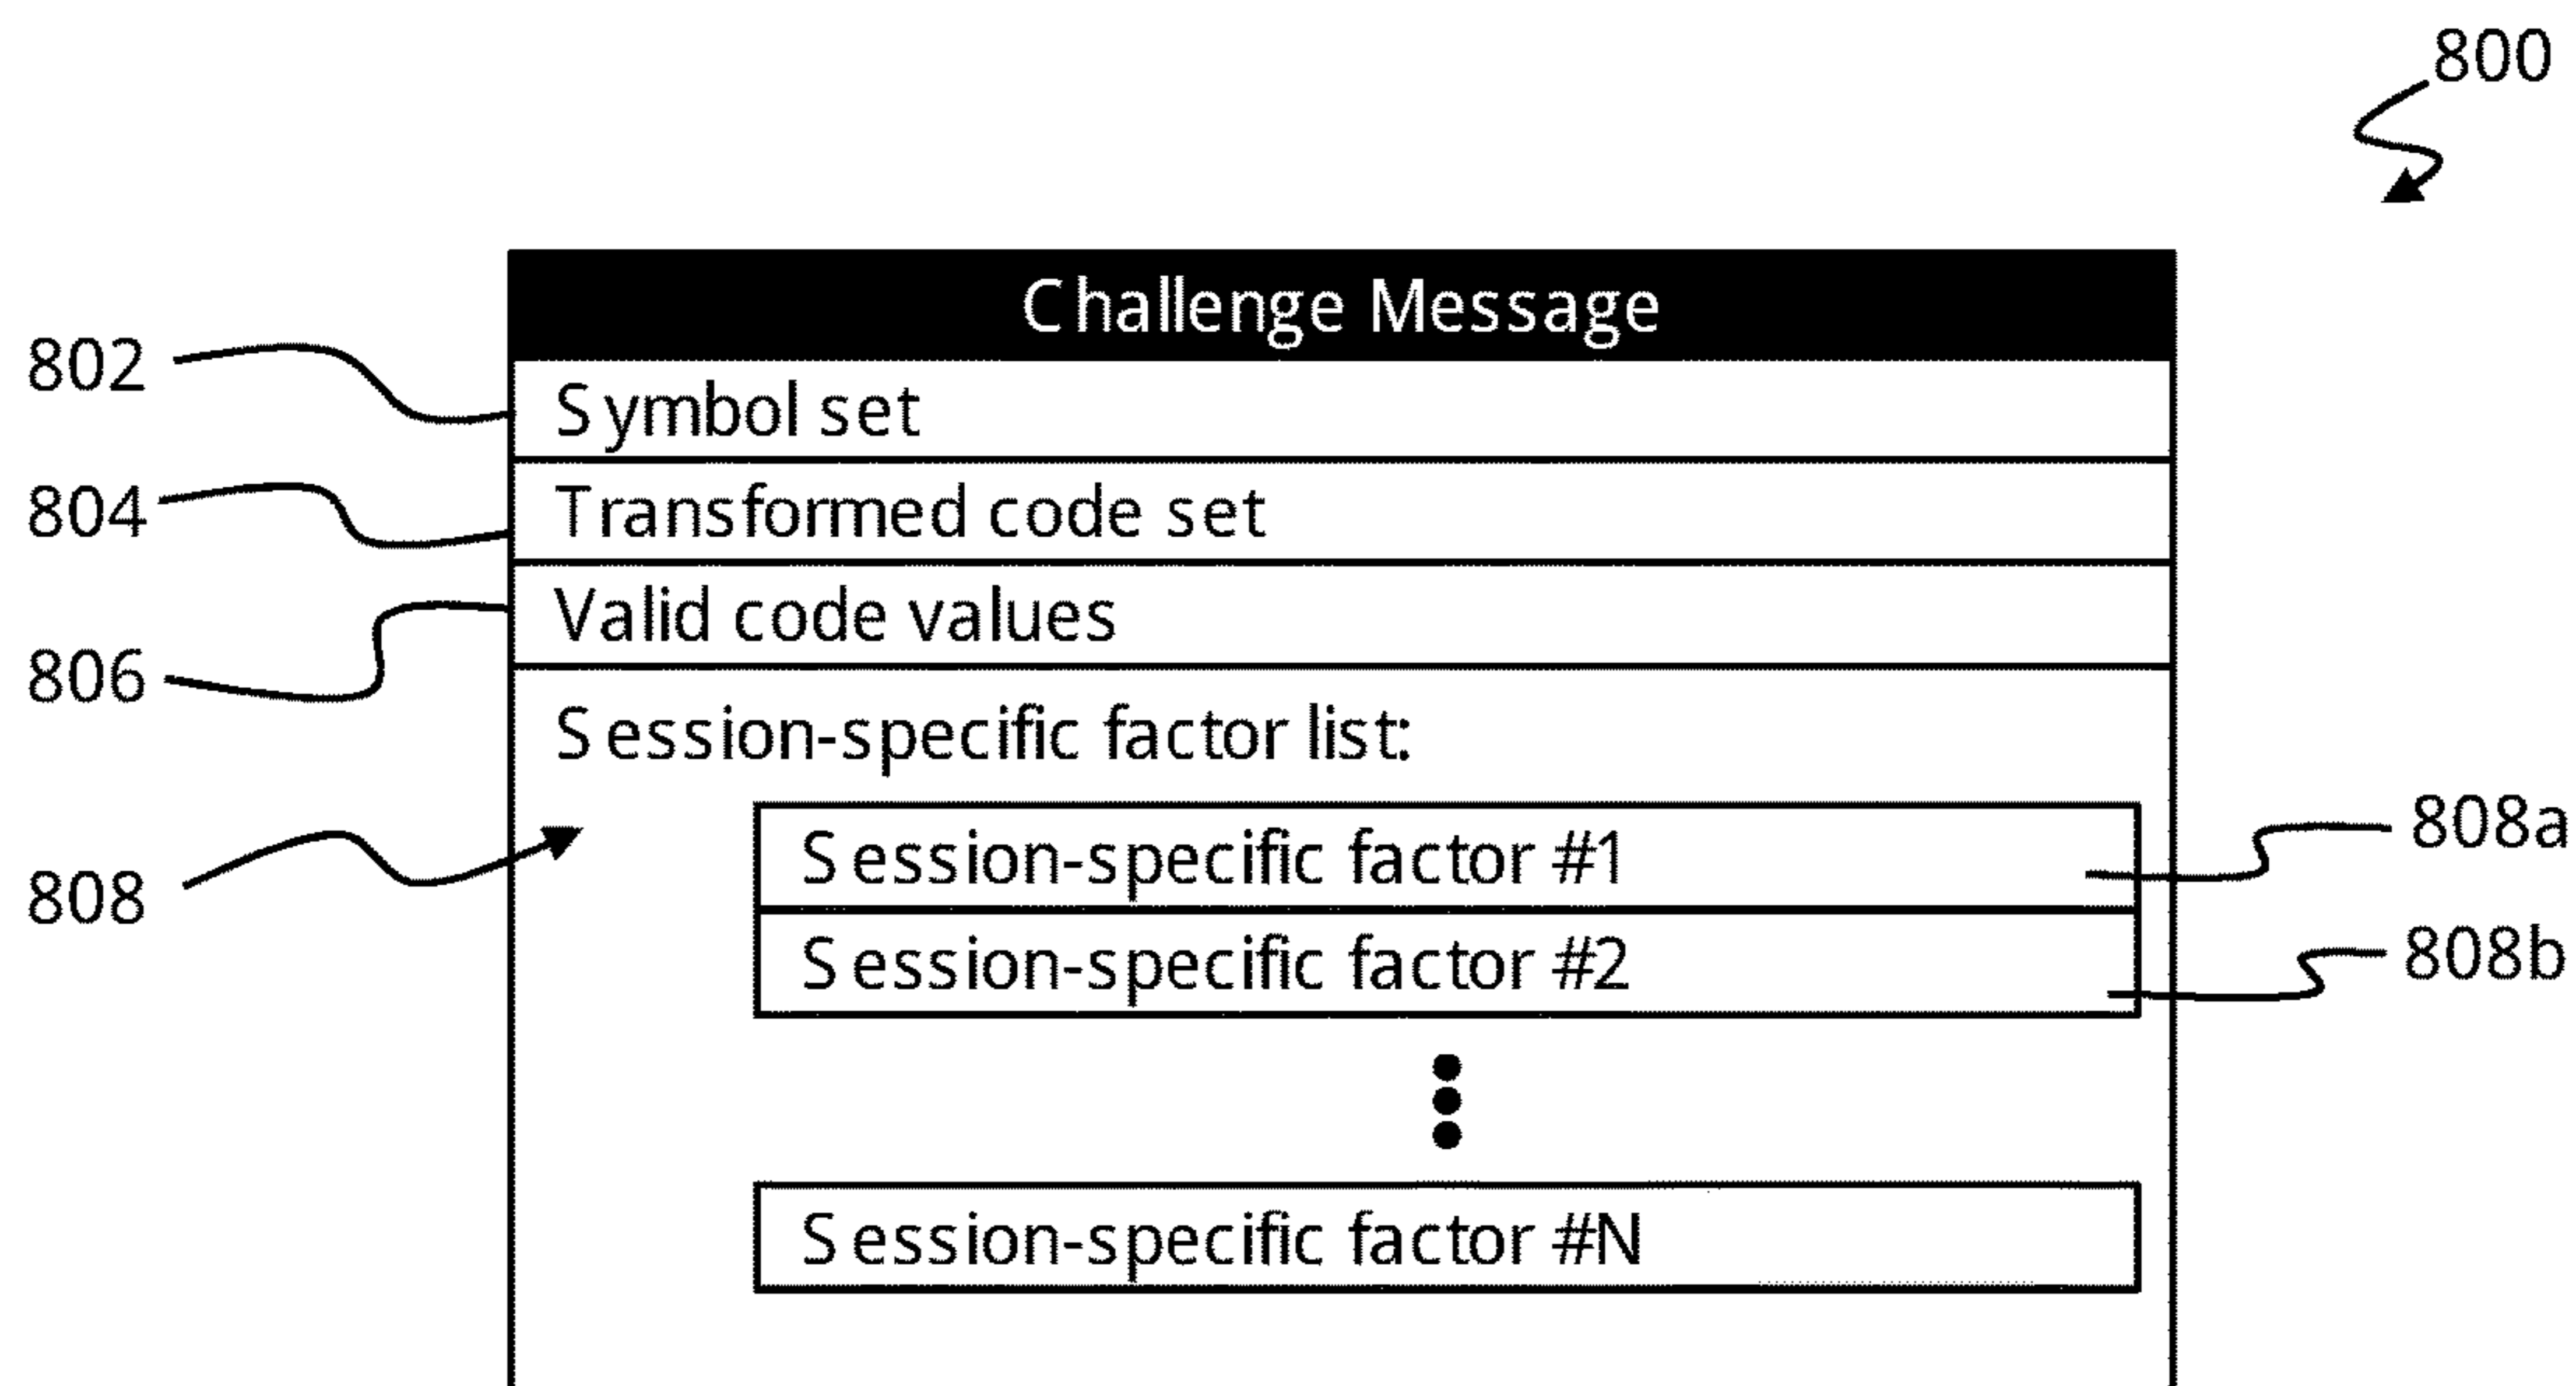 800
Challenge Message
802
Symbol set
804
Transformed code set
Valid code values
806
Session-specific factor list:
808
Session-specific factor #1
808a
Session-specific factor #2
808b
Session-specific factor #N